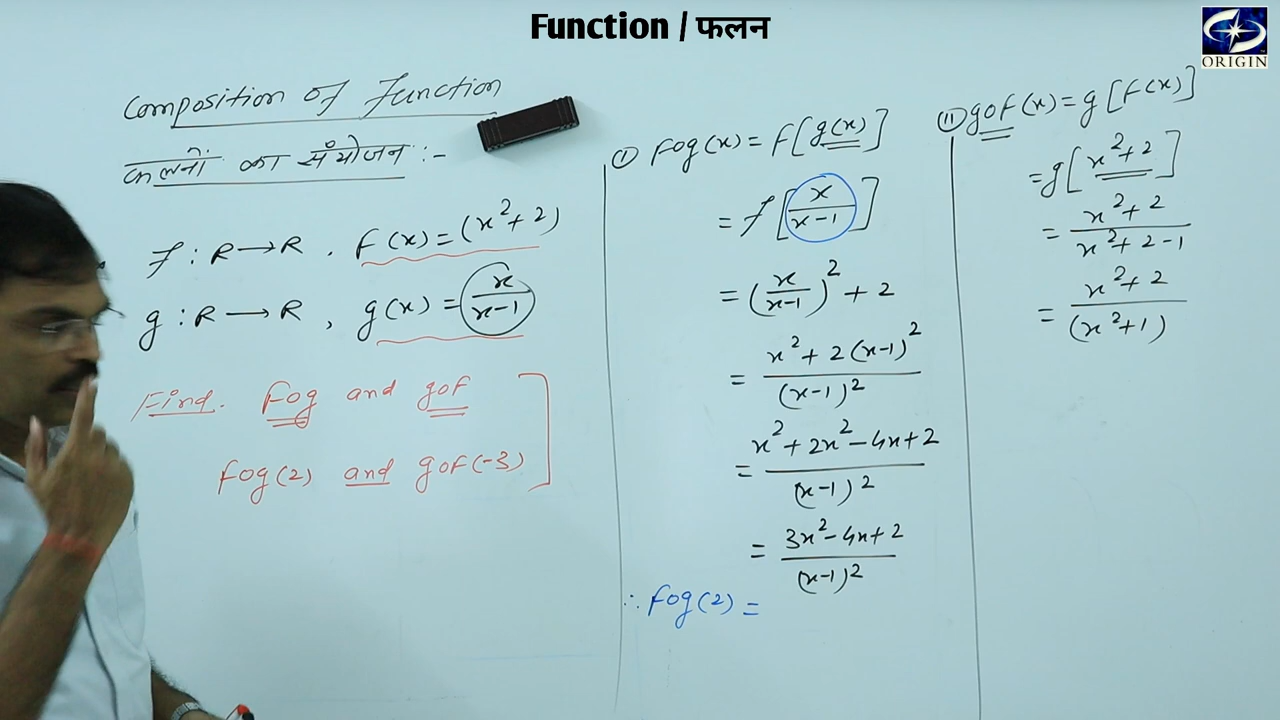 Function / फलन
ORIGIN
Composition of Function
फलनों का संयोजन :-
f : R → R . f(x) = (x²+2)
g : R → R , g(x) = x/(x-1)
Find. fog and gof
fog(2) and gof(-3)
① fog(x) = f[g(x)]
= f[x/(x-1)]
= (x/(x-1))² + 2
= (x² + 2(x-1)²)/(x-1)²
= (x² + 2x² - 4x + 2)/(x-1)²
= (3x² - 4x + 2)/(x-1)²
∴ fog(2) =
② gof(x) = g[f(x)]
= g[x²+2]
= (x²+2)/(x²+2-1)
= (x²+2)/(x²+1)